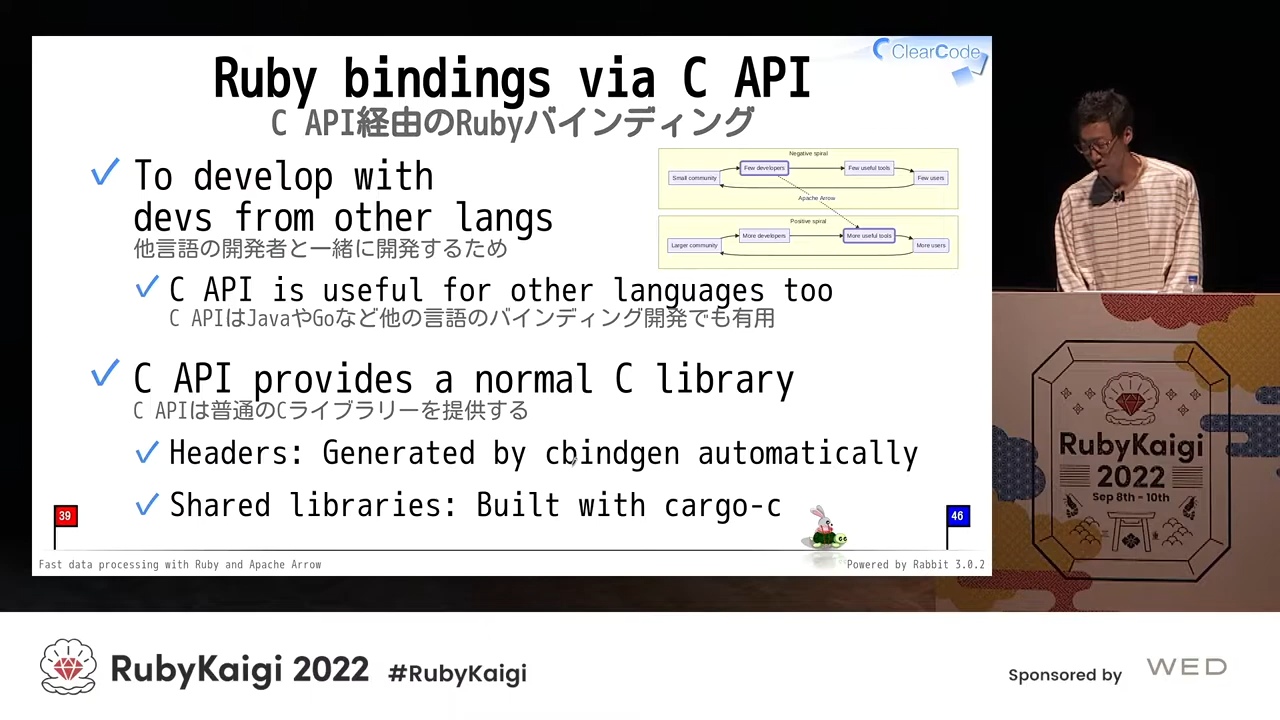 ClearCode
Ruby bindings via C API
C API経由のRubyバインディング
To develop with
devs from other langs
他言語の開発者と一緒に開発するため
Negative spiral
Few developers
Few useful tools
Small community
Few users
Apache Arrow
Positive spiral
More developers
More useful tools
Larger community
More users
C API is useful for other languages too
C APIはJavaやGoなど他の言語のバインディング開発でも有用
C API provides a normal C library
C APIは普通のCライブラリーを提供する
Headers: Generated by cbindgen automatically
Shared libraries: Built with cargo-c
39
46
Fast data processing with Ruby and Apache Arrow
Powered by Rabbit 3.0.2
RubyKaigi
2022
Sep 8th - 10th
RubyKaigi 2022 #RubyKaigi
Sponsored by WED